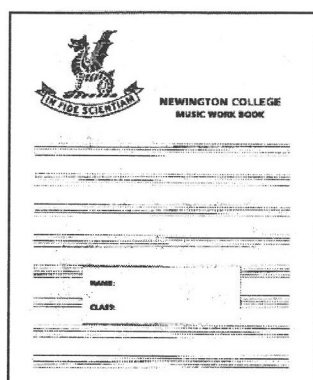 IN FIDE SCIENTIAM
NEWINGTON COLLEGE
MUSIC WORK BOOK
NAME:
CLASS: